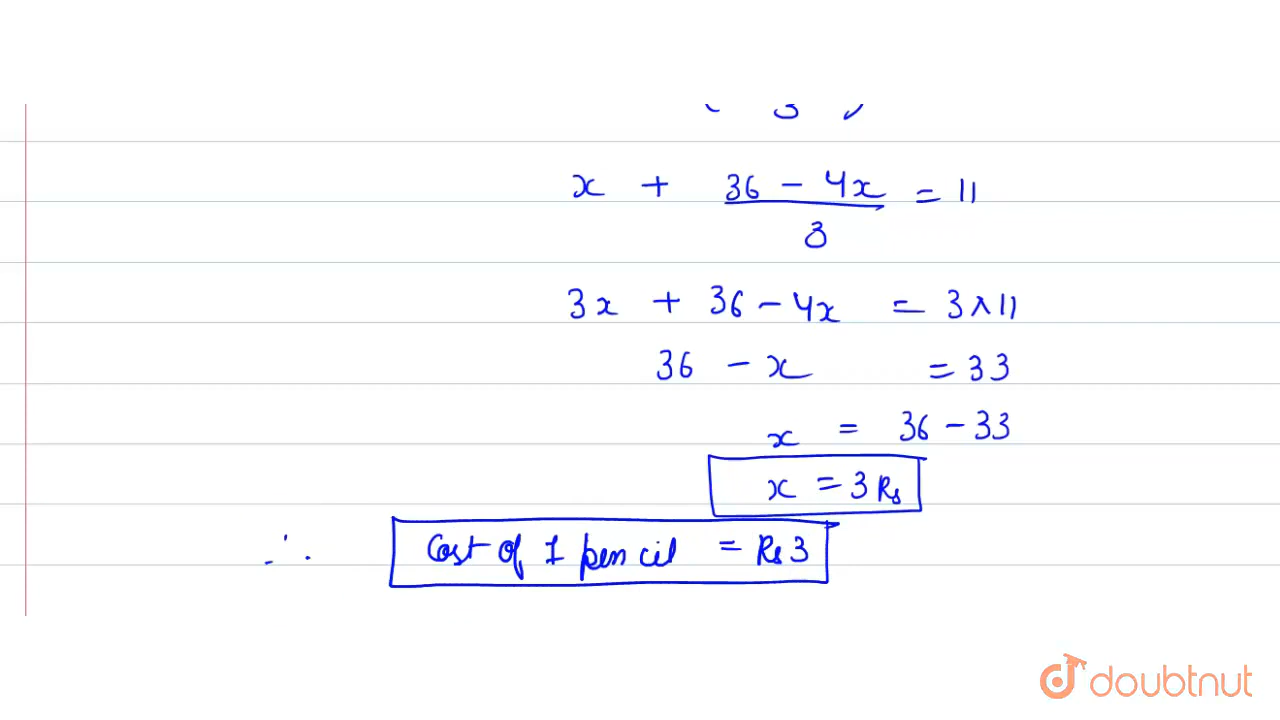 x + 36 - 4x / 3 = 11
3x + 36 - 4x = 3 × 11
36 - x = 33
x = 36 - 33
x = 3 Rs
∴ Cost of 1 pencil = Rs 3
doubtnut